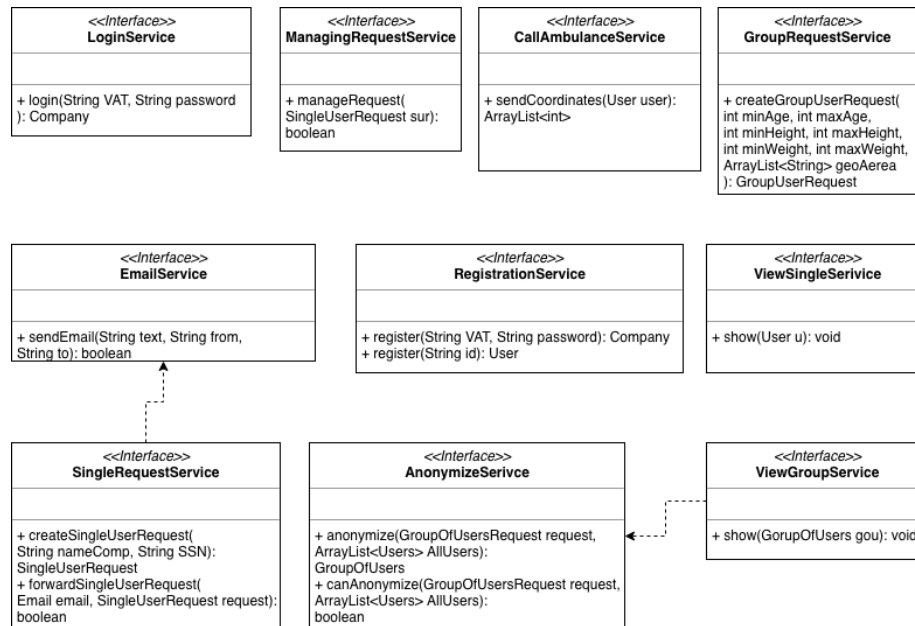 <<Interface>>
LoginService
+ login(String VAT, String password
): Company
<<Interface>>
ManagingRequestService
+ manageRequest(
SingleUserRequest sur):
boolean
<<Interface>>
CallAmbulanceService
+ sendCoordinates(User user):
ArrayList<int>
<<Interface>>
GroupRequestService
+ createGroupUserRequest(
int minAge, int maxAge,
int minHeight, int maxHeight,
int minWeight, int maxWeight,
ArrayList<String> geoAerea
): GroupUserRequest
<<Interface>>
EmailService
+ sendEmail(String text, String from,
String to): boolean
<<Interface>>
RegistrationService
+ register(String VAT, String password): Company
+ register(String id): User
<<Interface>>
ViewSingleSerivice
+ show(User u): void
<<Interface>>
SingleRequestService
+ createSingleUserRequest(
String nameComp, String SSN):
SingleUserRequest
+ forwardSingleUserRequest(
Email email, SingleUserRequest request):
boolean
<<Interface>>
AnonymizeSerivce
+ anonymize(GroupOfUsersRequest request,
ArrayList<Users> AllUsers):
GroupOfUsers
+ canAnonymize(GroupOfUsersRequest request,
ArrayList<Users> AllUsers):
boolean
<<Interface>>
ViewGroupService
+ show(GorupOfUsers gou): void